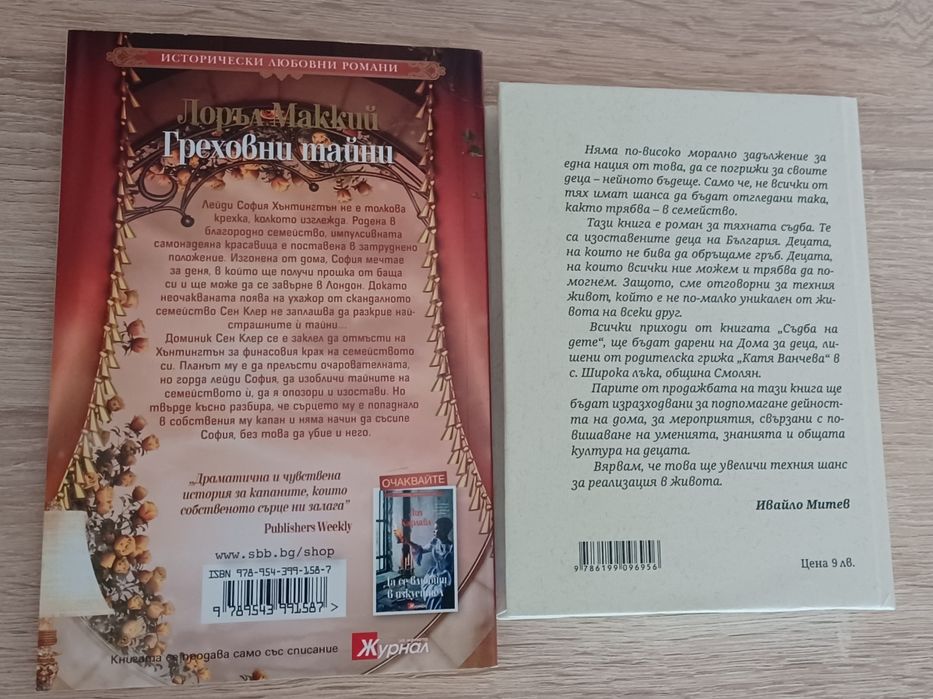 ИСТОРИЧЕСКИ ЛЮБОВНИ РОМАНИ
Лоръл Маккий
Греховни тайни
Лейди София Хънтингтън не е толкова
крехка, колкото изглежда. Родена в
благородно семейство, импулсивната
самонадеяна красавица е поставена в затруднено
положение. Изгонена от дома, София мечтае
за деня, в който ще получи прошка от баща
си и ще може да се завърне в Лондон. Докато
неочакваната поява на ухажор от скандалното
семейство Сен Клер не заплашва да разкрие най-
страшните ѝ тайни...
Доминик Сен Клер се е заклел да отмъсти на
Хънтингтън за финасовия крах на семейството
си. Планът му е да прелъсти очарователната,
но горда лейди София, да изобличи тайните на
семейството ѝ, да я опозори и изостави. Но
твърде късно разбира, че сърцето му е попаднало
в собствения му капан и няма начин да съсипе
София, без това да убие и него.
„Драматична и чувствена
история за капаните, които
собственото сърце ни залага”
Publishers Weekly
ОЧАКВАЙТЕ
Да се влюбиш
в изкуството
www.sbb.bg/shop
ISBN 978-954-399-158-7
9 789543 991587 >
Журнал
Книгата се продава само със списание
Няма по-високо морално задължение за
една нация от това, да се погрижи за своите
деца – нейното бъдеще. Само че, не всички от
тях имат шанса да бъдат отгледани така,
както трябва – в семейство.
Тази книга е роман за тяхната съдба. Те
са изоставените деца на България. Децата,
на които не бива да обръщаме гръб. Децата,
на които всички ние можем и трябва да по-
могнем. Защото, сме отговорни за техния
живот, който е не по-малко уникален от жи-
вота на всеки друг.
Всички приходи от книгата „Съдба на
дете“, ще бъдат дарени на Дома за деца, ли-
шени от родителска грижа „Катя Ванчева“ в
с. Широка лъка, община Смолян.
Парите от продажбата на тази книга ще
бъдат изразходвани за подпомагане дейност-
та на дома, за мероприятия, свързани с по-
вишаване на уменията, знанията и общата
култура на децата.
Вярвам, че това ще увеличи техния шанс
за реализация в живота.
Ивайло Митев
9 786199 096956
Цена 9 лв.